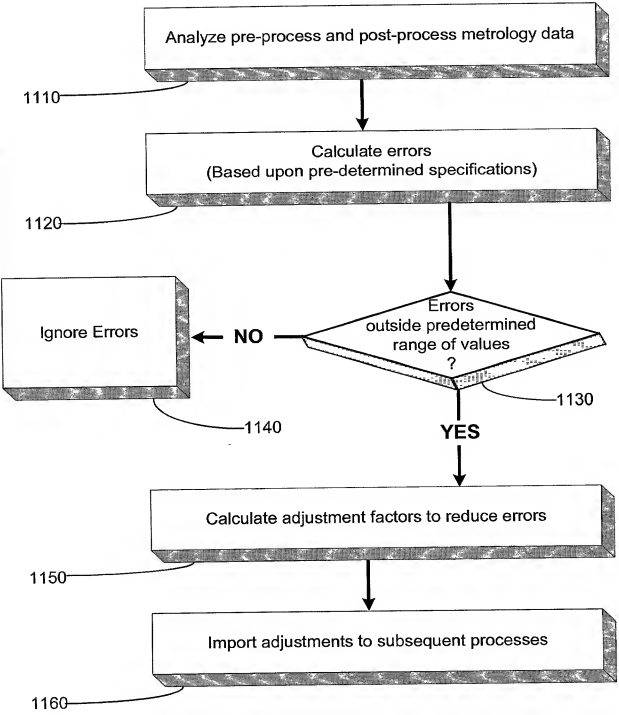 Analyze pre-process and post-process metrology data
1110
Calculate errors
(Based upon pre-determined specifications)
1120
Errors
outside predetermined
range of values
?
1130
NO
Ignore Errors
1140
YES
Calculate adjustment factors to reduce errors
1150
Import adjustments to subsequent processes
1160